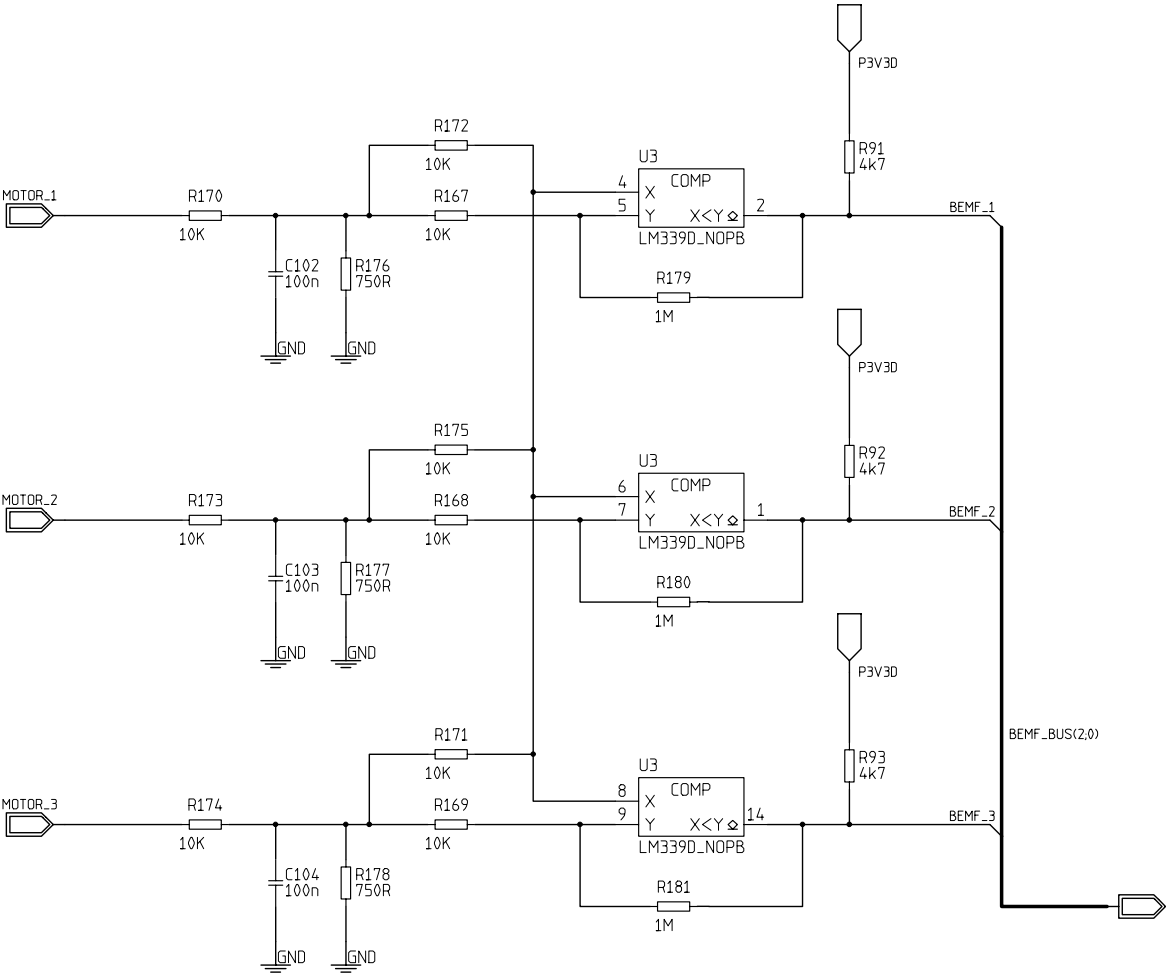 P3V3D
R172
10K
U3
COMP
4
X
5
Y
X<Y
2
LM339D_NOPB
R91
4k7
MOTOR_1
R170
10K
R167
10K
BEMF_1
C102
100n
R176
750R
R179
1M
GND
GND
P3V3D
R175
10K
U3
COMP
6
X
7
Y
X<Y
1
LM339D_NOPB
R92
4k7
MOTOR_2
R173
10K
R168
10K
BEMF_2
C103
100n
R177
750R
R180
1M
GND
GND
P3V3D
R171
10K
U3
COMP
8
X
9
Y
X<Y
14
LM339D_NOPB
R93
4k7
BEMF_BUS(2;0)
MOTOR_3
R174
10K
R169
10K
BEMF_3
C104
100n
R178
750R
R181
1M
GND
GND